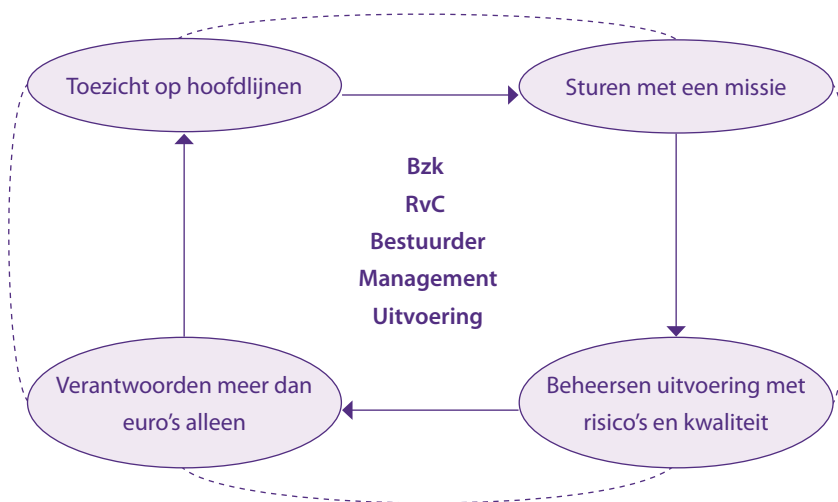 Toezicht op hoofdlijnen
Sturen met een missie
Bzk
RvC
Bestuurder
Management
Uitvoering
Verantwoorden meer dan
euro’s alleen
Beheersen uitvoering met
risico’s en kwaliteit